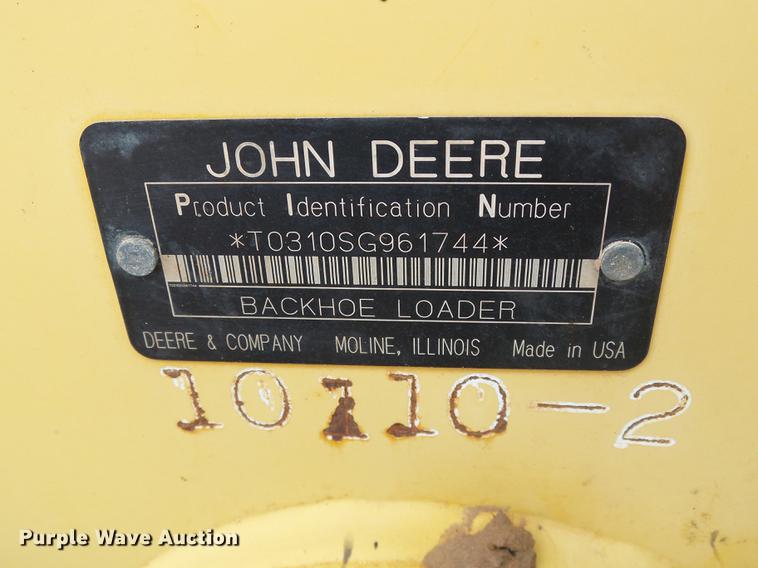 JOHN DEERE
Product Identification Number
*T0310SG961744*
BACKHOE LOADER
DEERE & COMPANY MOLINE, ILLINOIS Made in USA
10110-2
Purple Wave Auction